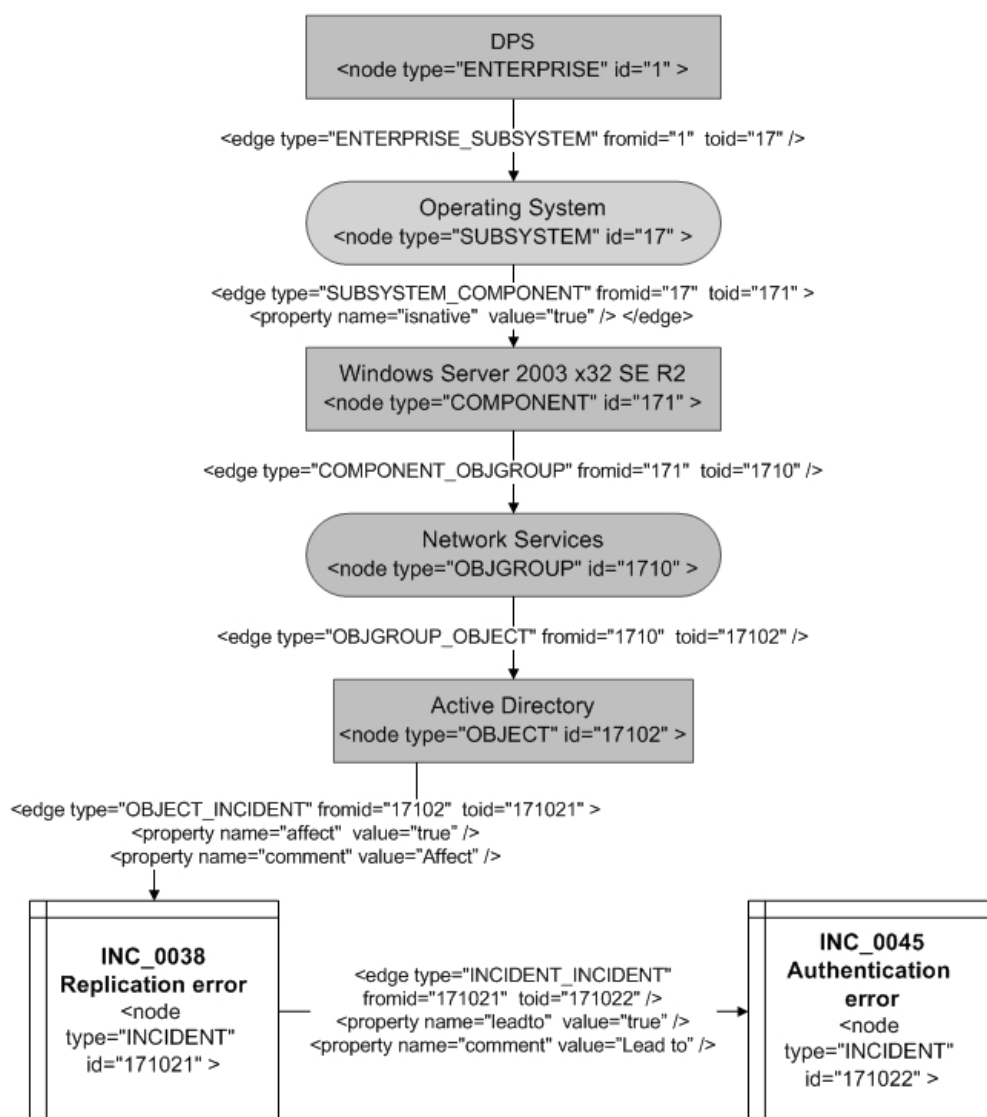 DPS
<node type="ENTERPRISE" id="1" >
<edge type="ENTERPRISE_SUBSYSTEM" fromid="1"  toid="17" />
Operating System
<node type="SUBSYSTEM" id="17" >
<edge type="SUBSYSTEM_COMPONENT" fromid="17"  toid="171" >
<property name="isnative"  value="true" /> </edge>
Windows Server 2003 x32 SE R2
<node type="COMPONENT" id="171" >
<edge type="COMPONENT_OBJGROUP" fromid="171"  toid="1710" />
Network Services
<node type="OBJGROUP" id="1710" >
<edge type="OBJGROUP_OBJECT" fromid="1710"  toid="17102" />
Active Directory
<node type="OBJECT" id="17102" >
<edge type="OBJECT_INCIDENT" fromid="17102"  toid="171021" >
<property name="affect"  value="true" />
<property name="comment" value="Affect" />
INC_0038
Replication error
<node
type="INCIDENT"
id="171021" >
<edge type="INCIDENT_INCIDENT"
fromid="171021"  toid="171022" />
<property name="leadto"  value="true" />
<property name="comment" value="Lead to" />
INC_0045
Authentication
error
<node
type="INCIDENT"
id="171022" >